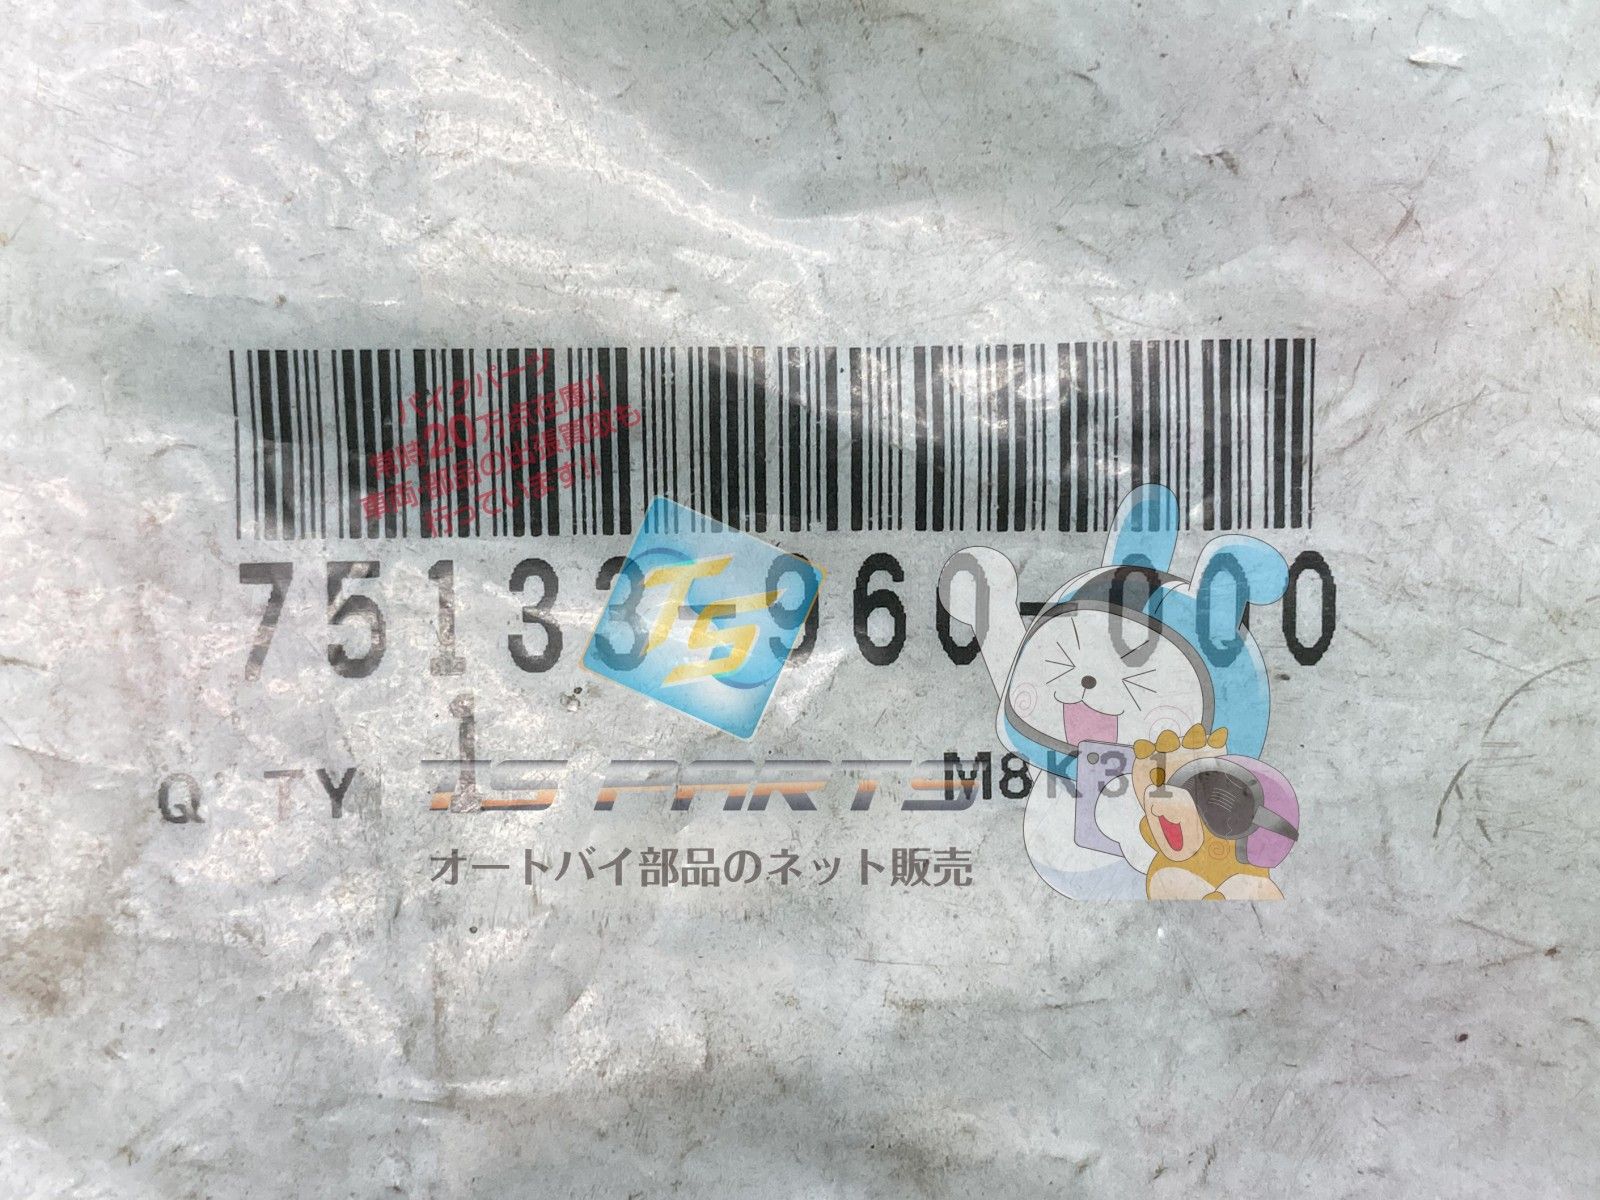 バイクパーツ
常時20万点在庫!!
車両・部品の出張買取も
行っています!!
75133-960-000
TS
Q'TY 1
M8K31
TS PARTS
オートバイ部品のネット販売